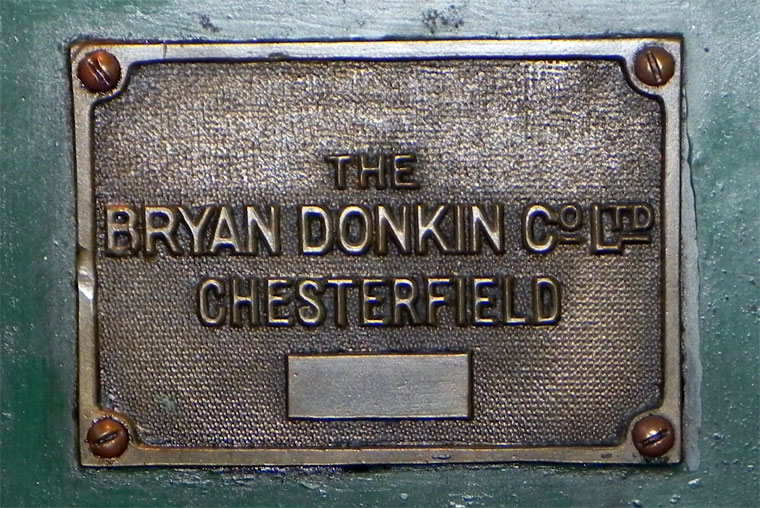 THE
BRYAN DONKIN CO LTD
CHESTERFIELD